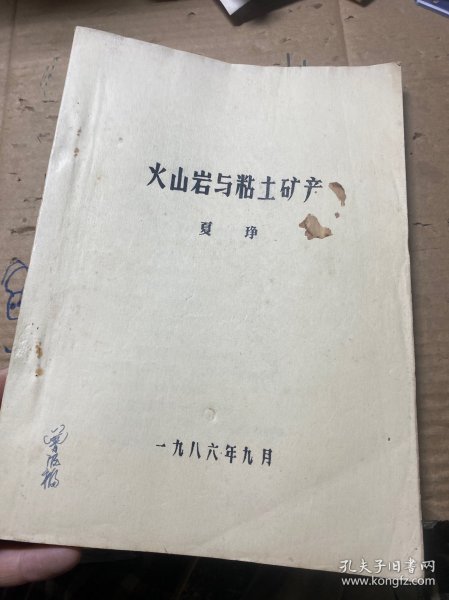 火山岩与粘土矿产
夏 琤
一九八六年九月
孔夫子旧书网
www.kongfz.com